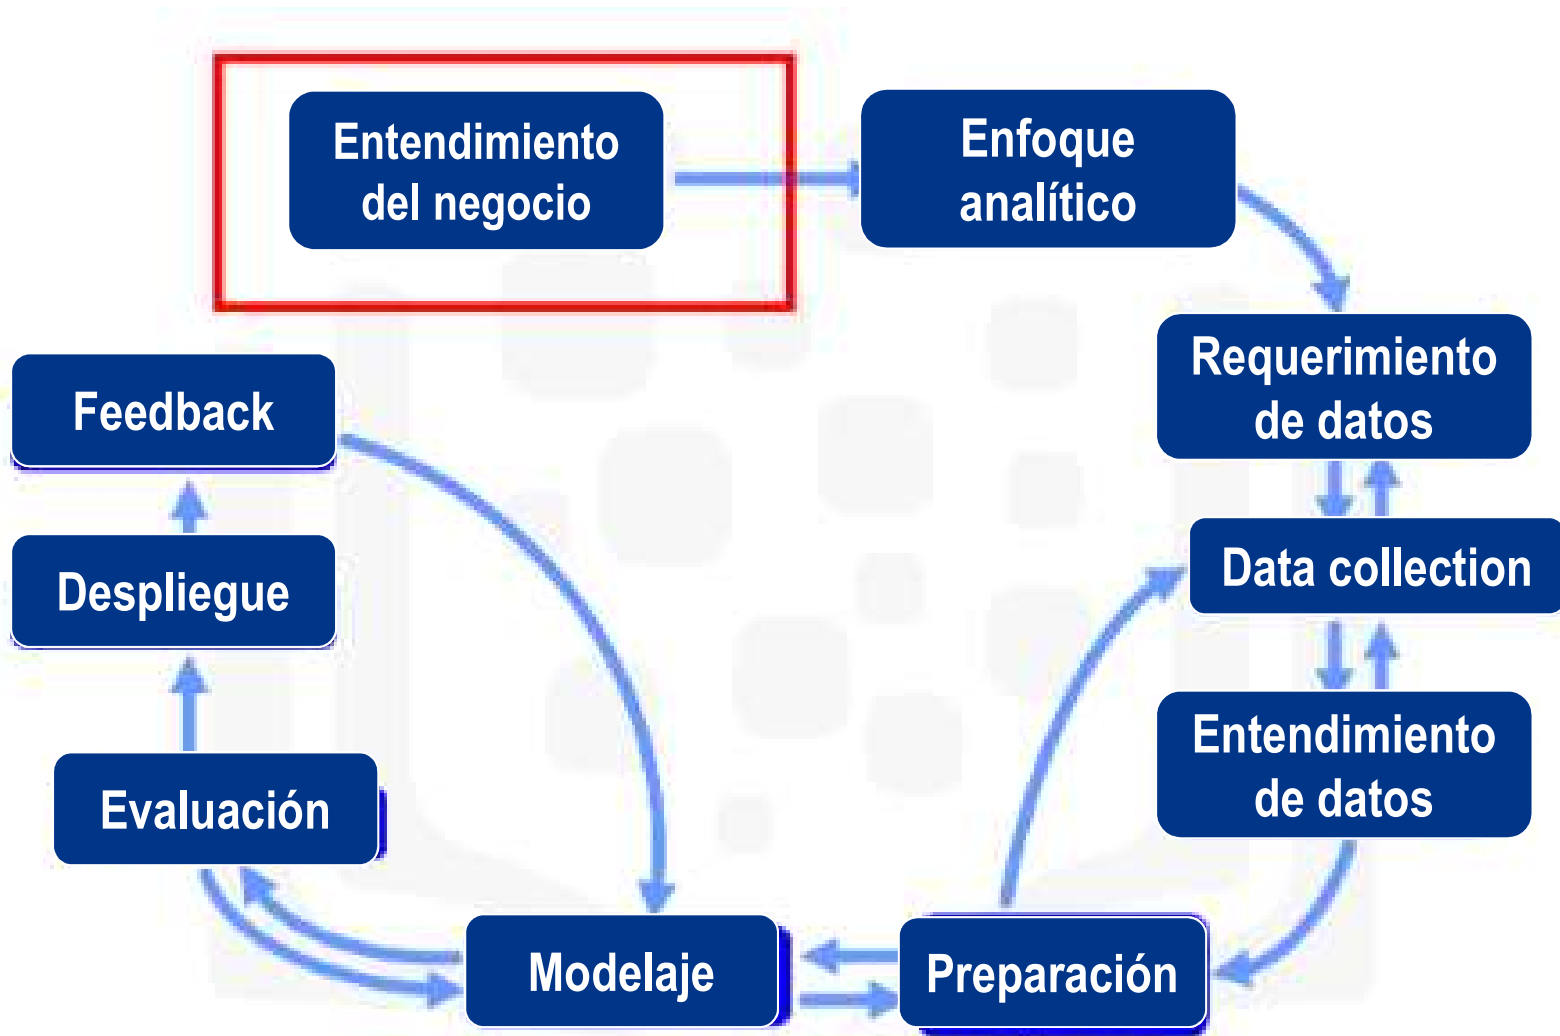 Entendimiento
del negocio
Enfoque
analítico
Requerimiento
de datos
Data collection
Entendimiento
de datos
Preparación
Modelaje
Evaluación
Despliegue
Feedback